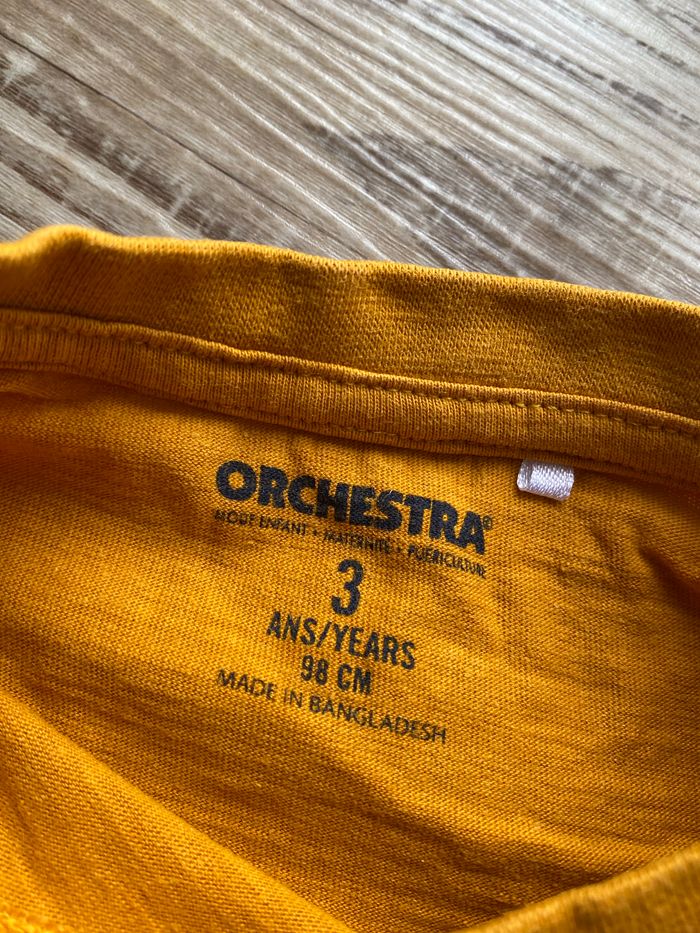 ORCHESTRA®
MODE ENFANT • MATERNITÉ • PUÉRICULTURE
3
ANS/YEARS
98 CM
MADE IN BANGLADESH